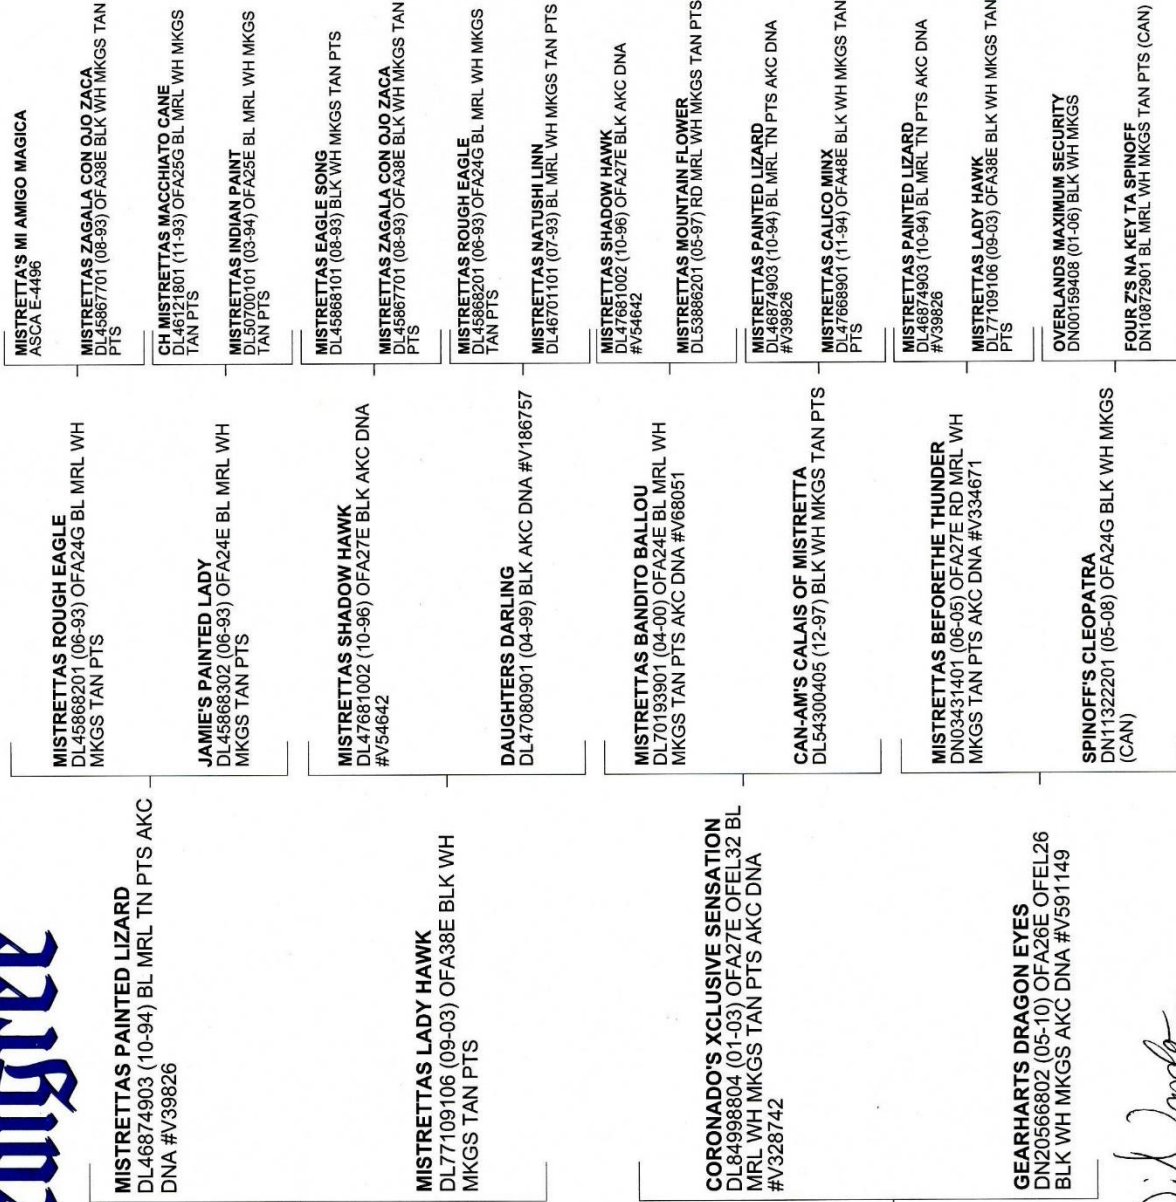 MISTRETTAS PAINTED LIZARD
DL46874903 (10-94) BL MRL TN PTS AKC
DNA #V39826
MISTRETTAS LADY HAWK
DL77109106 (09-03) OFA38E BLK WH
MKGS TAN PTS
CORONADO'S XCLUSIVE SENSATION
DL84998804 (01-03) OFA27E OFEL32 BL
MRL WH MKGS TAN PTS AKC DNA
#V328742
GEARHARTS DRAGON EYES
DN20566802 (05-10) OFA26E OFEL26
BLK WH MKGS AKC DNA #V591149
MISTRETTAS ROUGH EAGLE
DL45868201 (06-93) OFA24G BL MRL WH
MKGS TAN PTS
JAMIE'S PAINTED LADY
DL45868302 (06-93) OFA24E BL MRL WH
MKGS TAN PTS
MISTRETTAS SHADOW HAWK
DL47681002 (10-96) OFA27E BLK AKC DNA
#V54642
DAUGHTERS DARLING
DL47080901 (04-99) BLK AKC DNA #V186757
MISTRETTAS BANDITO BALLOU
DL70193901 (04-00) OFA24E BL MRL WH
MKGS TAN PTS AKC DNA #V68051
CAN-AM'S CALAIS OF MISTRETTA
DL54300405 (12-97) BLK WH MKGS TAN PTS
MISTRETTAS BEFORETHE THUNDER
DN03431401 (06-05) OFA27E RD MRL WH
MKGS TAN PTS AKC DNA #V334671
SPINOFF'S CLEOPATRA
DN11322201 (05-08) OFA24G BLK WH MKGS
(CAN)
MISTRETTA'S MI AMIGO MAGICA
ASCA E-4496
MISTRETTAS ZAGALA CON OJO ZACA
DL45867701 (08-93) OFA38E BLK WH MKGS TAN
PTS
CH MISTRETTAS MACCHIATO CANE
DL46121801 (11-93) OFA25G BL MRL WH MKGS
TAN PTS
MISTRETTAS INDIAN PAINT
DL50700101 (03-94) OFA25E BL MRL WH MKGS
TAN PTS
MISTRETTAS EAGLE SONG
DL45868101 (08-93) BLK WH MKGS TAN PTS
MISTRETTAS ZAGALA CON OJO ZACA
DL45867701 (08-93) OFA38E BLK WH MKGS TAN
PTS
MISTRETTAS ROUGH EAGLE
DL45868201 (06-93) OFA24G BL MRL WH MKGS
TAN PTS
MISTRETTAS NATUSHI LINN
DL46701101 (07-93) BL MRL WH MKGS TAN PTS
MISTRETTAS SHADOW HAWK
DL47681002 (10-96) OFA27E BLK AKC DNA
#V54642
MISTRETTAS MOUNTAIN FLOWER
DL53886201 (05-97) RD MRL WH MKGS TAN PTS
MISTRETTAS PAINTED LIZARD
DL46874903 (10-94) BL MRL TN PTS AKC DNA
#V39826
MISTRETTAS CALICO MINX
DL47668901 (11-94) OFA48E BLK WH MKGS TAN
PTS
MISTRETTAS PAINTED LIZARD
DL46874903 (10-94) BL MRL TN PTS AKC DNA
#V39826
MISTRETTAS LADY HAWK
DL77109106 (09-03) OFA38E BLK WH MKGS TAN
PTS
OVERLANDS MAXIMUM SECURITY
DN00159408 (01-06) BLK WH MKGS
FOUR Z'S NA KEY TA SPINOFF
DN10872901 BL MRL WH MKGS TAN PTS (CAN)